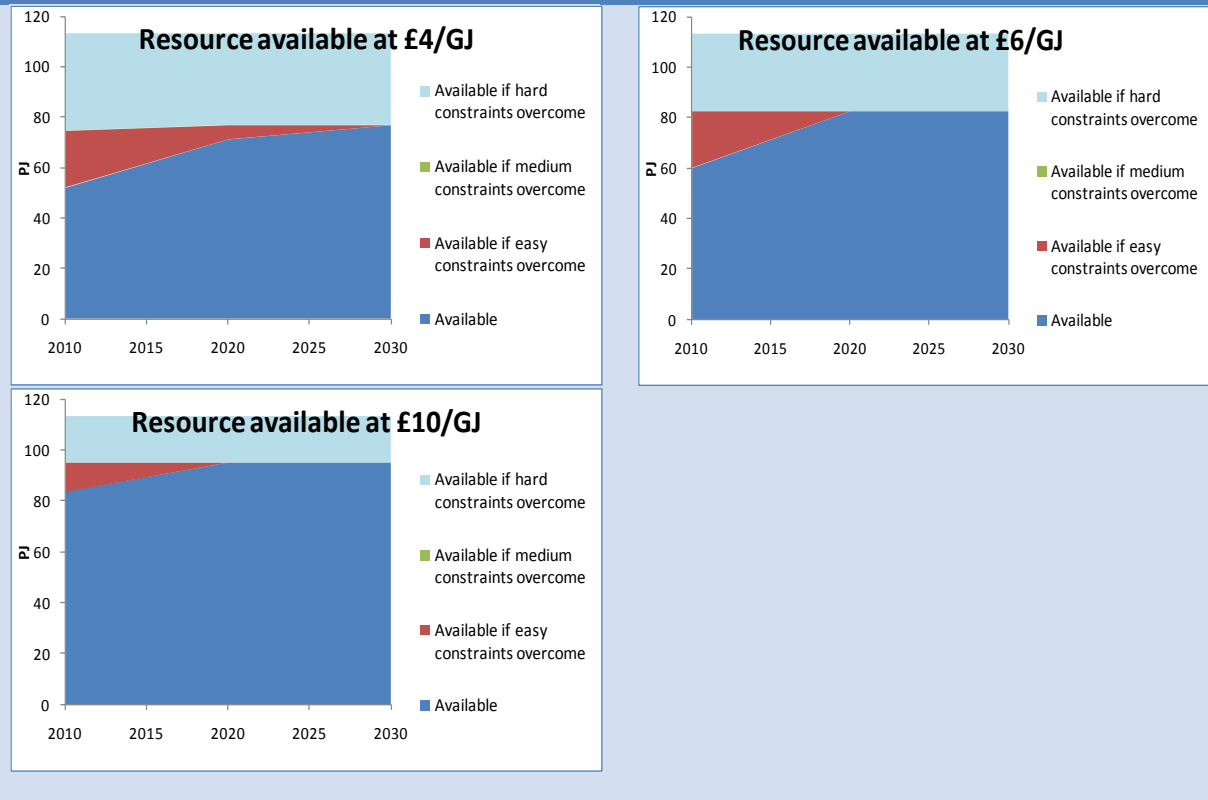 Resource available at £4/GJ
120
100
80
60
40
20
0
PJ
2010 2015 2020 2025 2030
Available if hard
constraints overcome
Available if medium
constraints overcome
Available if easy
constraints overcome
Available
Resource available at £6/GJ
120
100
80
60
40
20
0
PJ
2010 2015 2020 2025 2030
Available if hard
constraints overcome
Available if medium
constraints overcome
Available if easy
constraints overcome
Available
Resource available at £10/GJ
120
100
80
60
40
20
0
PJ
2010 2015 2020 2025 2030
Available if hard
constraints overcome
Available if medium
constraints overcome
Available if easy
constraints overcome
Available